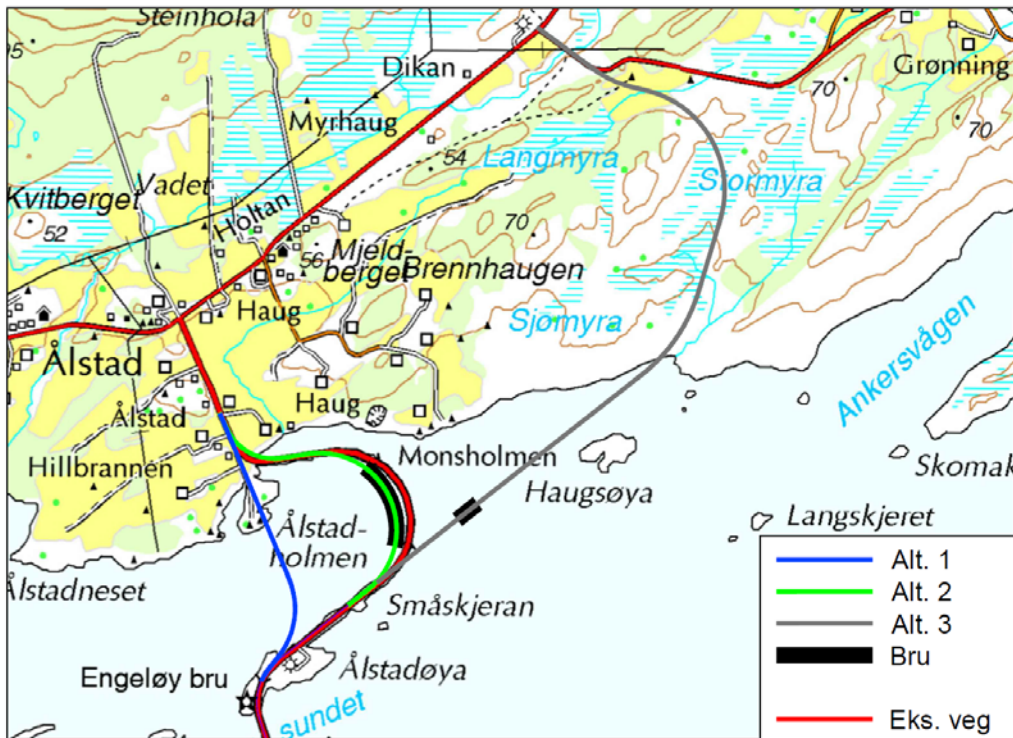 Steinhola
95
Dikan
Grønning
70
70
Myrhaug
54
Langmyra
Stormyra
Kvitberget
Vadet
52
Holtan
70
56
Mjeld-
berget
Brennhaugen
Haug
Sjømyra
Ålstad
Haug
Ankersvågen
Ålstad
Hillbrannen
Monsholmen
Haugsøya
Skomak
Ålstad-
holmen
Langskjeret
Ålstadneset
Småskjeran
Engeløy bru
Ålstadøya
sundet
Alt. 1
Alt. 2
Alt. 3
Bru
Eks. veg